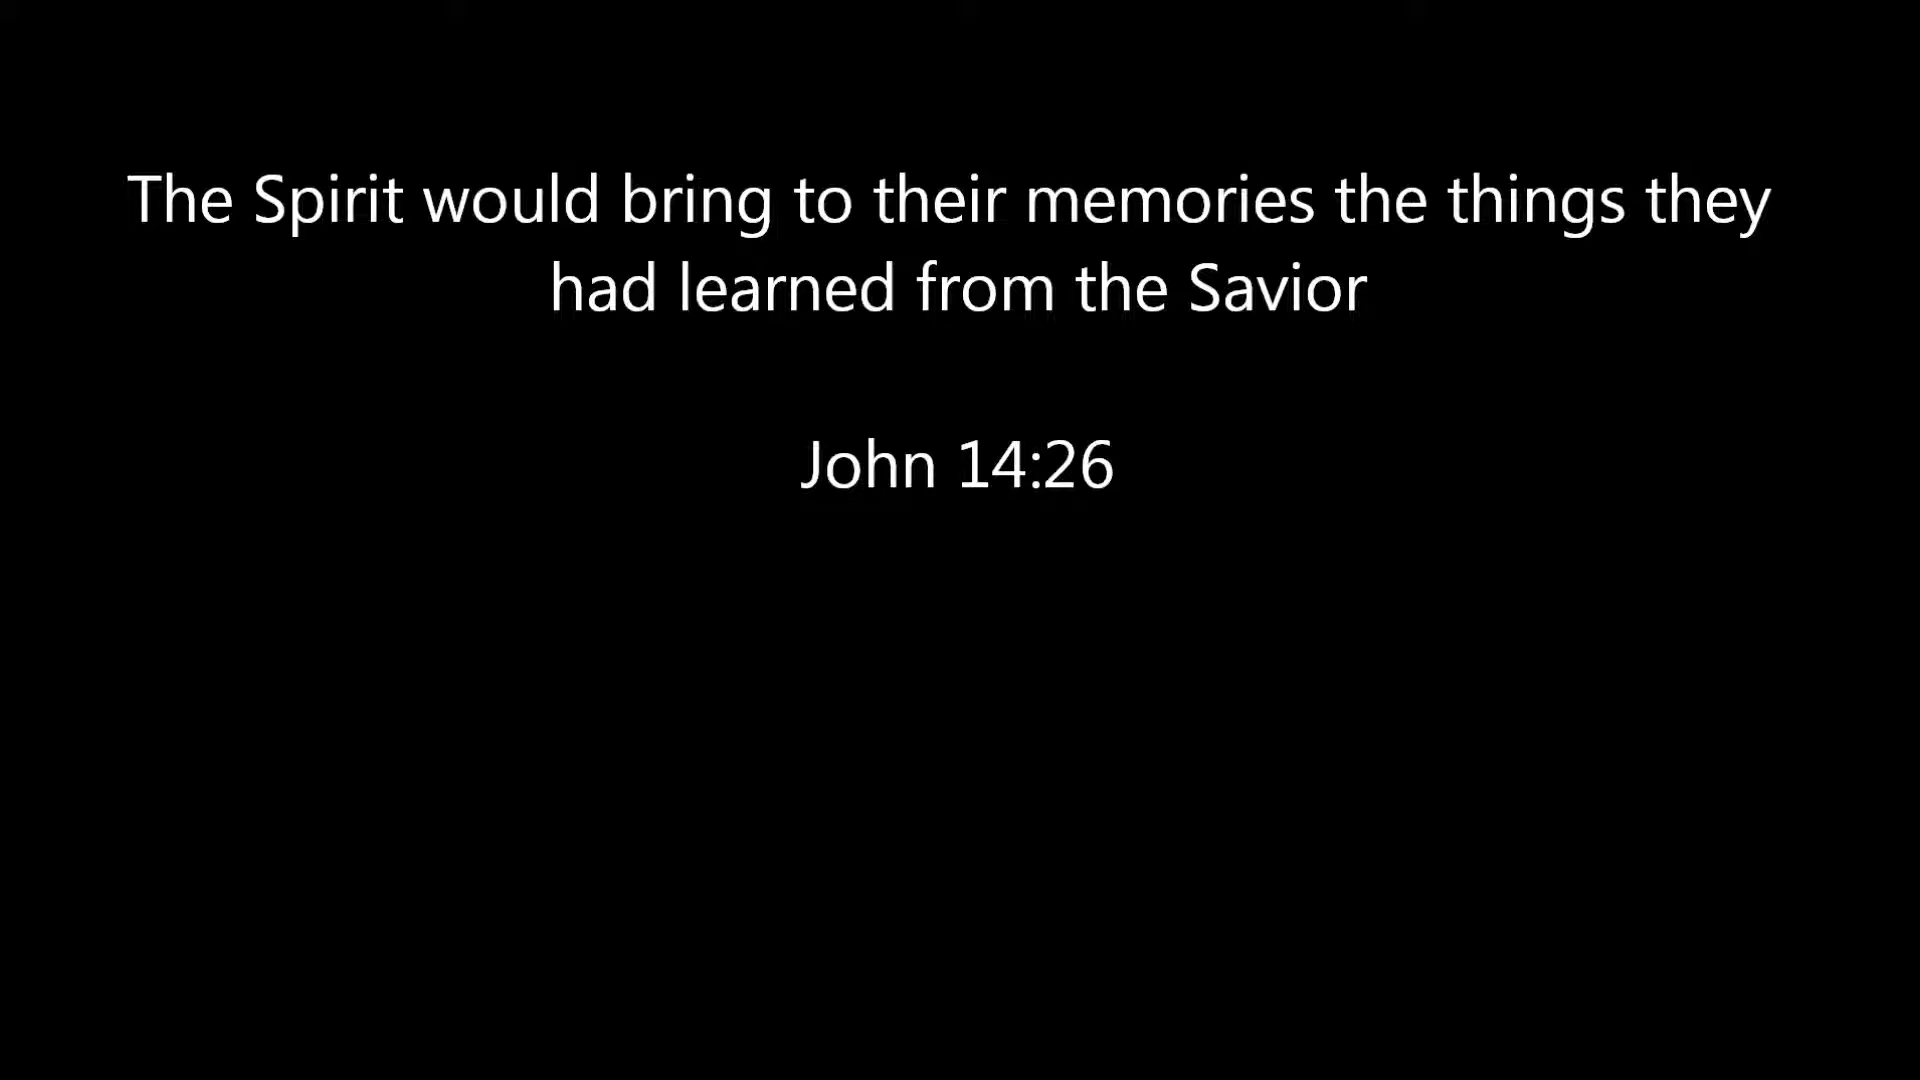 The Spirit would bring to their memories the things they
had learned from the Savior
John 14:26